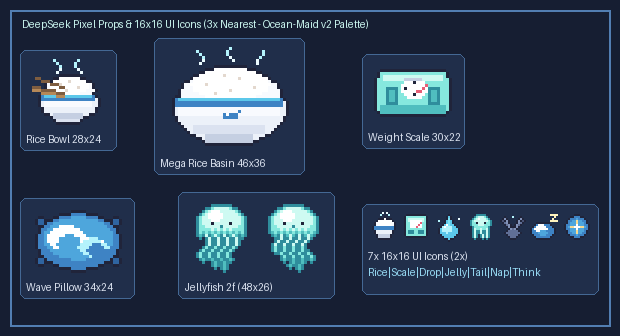 DeepSeek Pixel Props & 16x16 UI Icons (3x Nearest - Ocean-Maid v2 Palette)
Rice Bowl 28x24
Mega Rice Basin 46x36
Weight Scale 30x22
Wave Pillow 34x24
Jellyfish 2f (48x26)
Z
7x 16x16 UI Icons (2x)
Rice|Scale|Drop|Jelly|Tail|Nap|Think